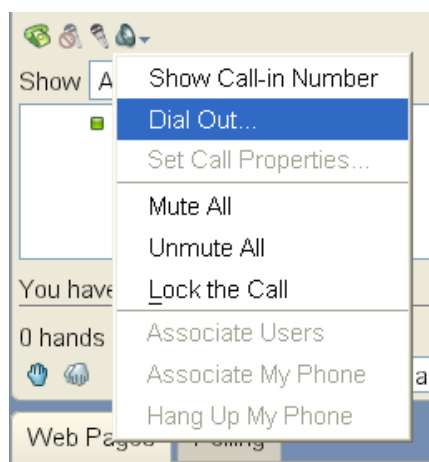 Show A
Show Call-in Number
Dial Out...
Set Call Properties...
Mute All
Unmute All
Lock the Call
You have
0 hands
Associate Users
Associate My Phone
a
Hang Up My Phone
Web Pages Polling